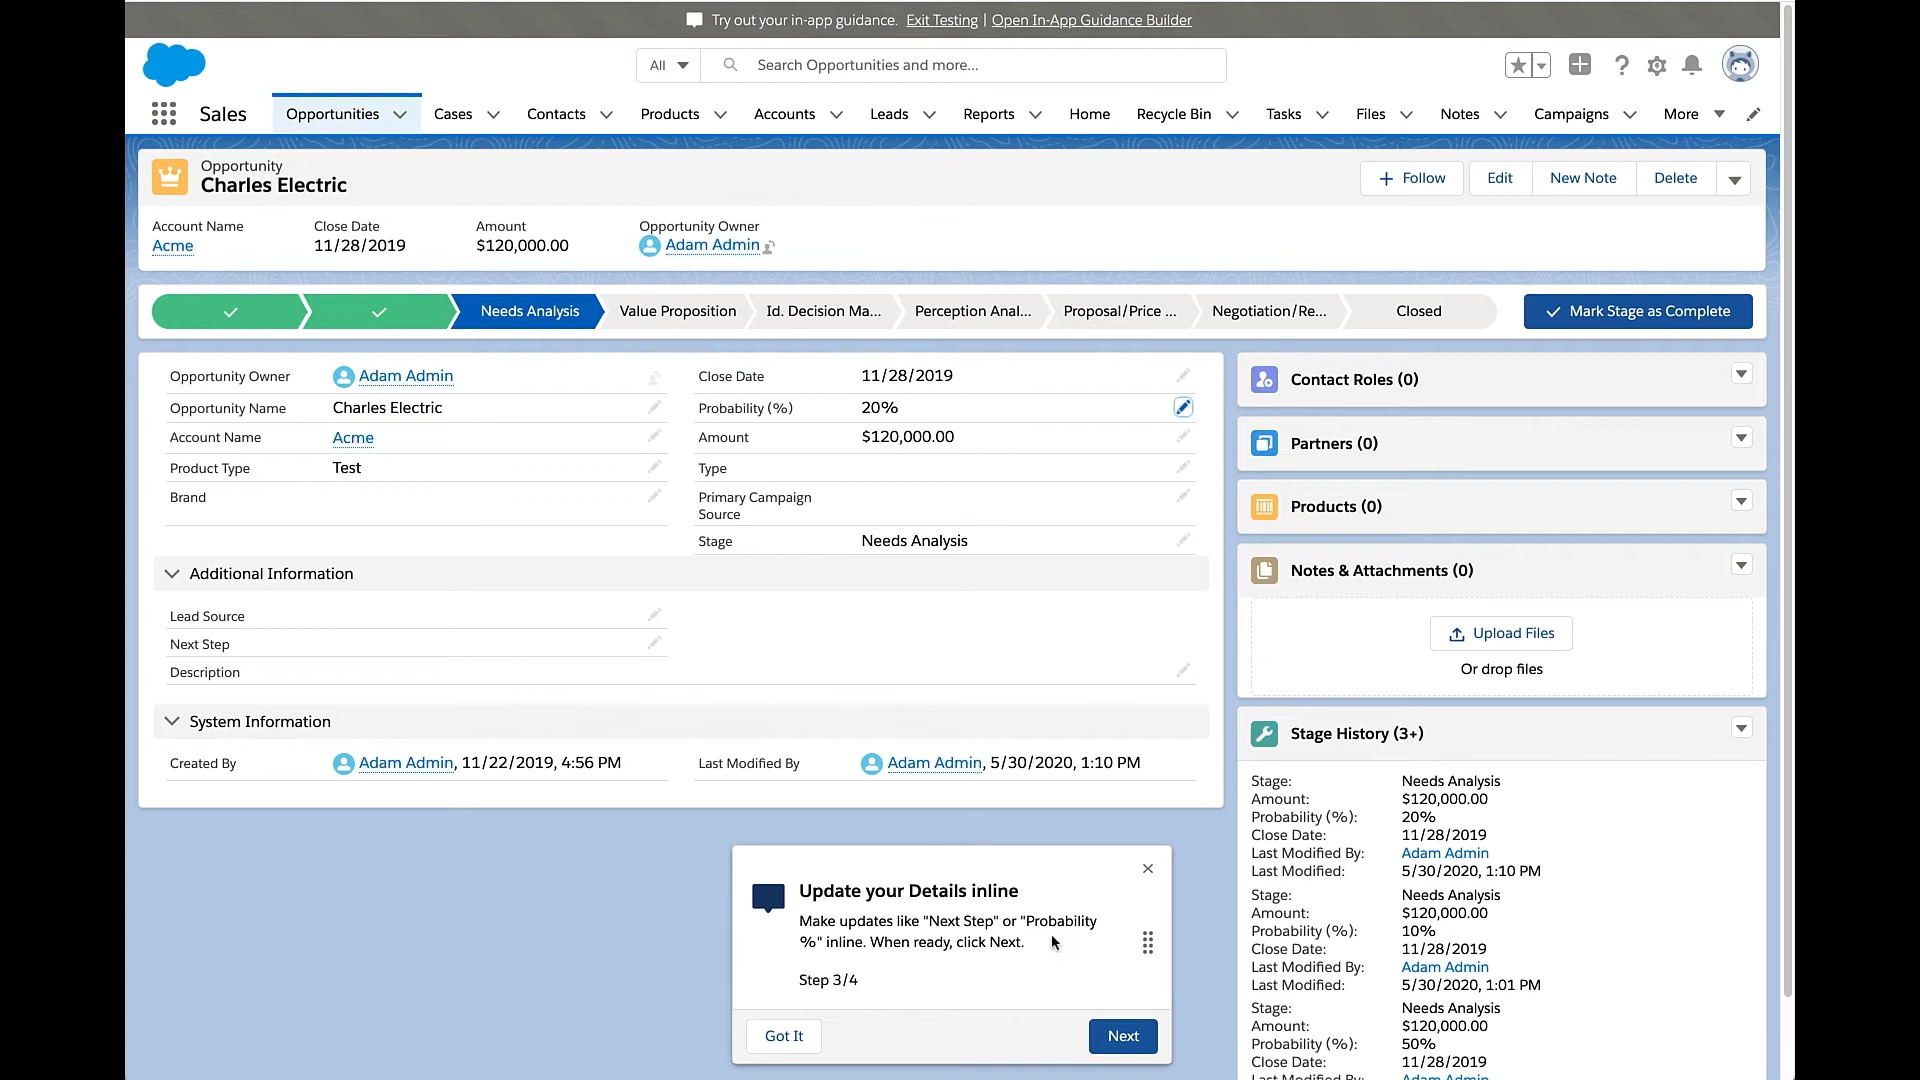 Try out your in-app guidance. Exit Testing | Open In-App Guidance Builder
All Search Opportunities and more...
Sales Opportunities Cases Contacts Products Accounts Leads Reports Home Recycle Bin Tasks Files Notes Campaigns More
Opportunity
Charles Electric
Follow Edit New Note Delete
Account Name Close Date Amount Opportunity Owner
Acme 11/28/2019 $120,000.00 Adam Admin
Needs Analysis Value Proposition Id. Decision Ma... Perception Anal... Proposal/Price ... Negotiation/Re... Closed Mark Stage as Complete
Opportunity Owner Adam Admin
Opportunity Name Charles Electric
Account Name Acme
Product Type Test
Brand
Close Date 11/28/2019
Probability (%) 20%
Amount $120,000.00
Type
Primary Campaign
Source
Stage Needs Analysis
Additional Information
Lead Source
Next Step
Description
System Information
Created By Adam Admin, 11/22/2019, 4:56 PM
Last Modified By Adam Admin, 5/30/2020, 1:10 PM
Contact Roles (0)
Partners (0)
Products (0)
Notes & Attachments (0)
Upload Files
Or drop files
Stage History (3+)
Stage: Needs Analysis
Amount: $120,000.00
Probability (%): 20%
Close Date: 11/28/2019
Last Modified By: Adam Admin
Last Modified: 5/30/2020, 1:10 PM
Stage: Needs Analysis
Amount: $120,000.00
Probability (%): 10%
Close Date: 11/28/2019
Last Modified By: Adam Admin
Last Modified: 5/30/2020, 1:01 PM
Stage: Needs Analysis
Amount: $120,000.00
Probability (%): 50%
Close Date: 11/28/2019
Last Modified By: Adam Admin
Update your Details inline
Make updates like "Next Step" or "Probability
%" inline. When ready, click Next.
Step 3/4
Got It Next